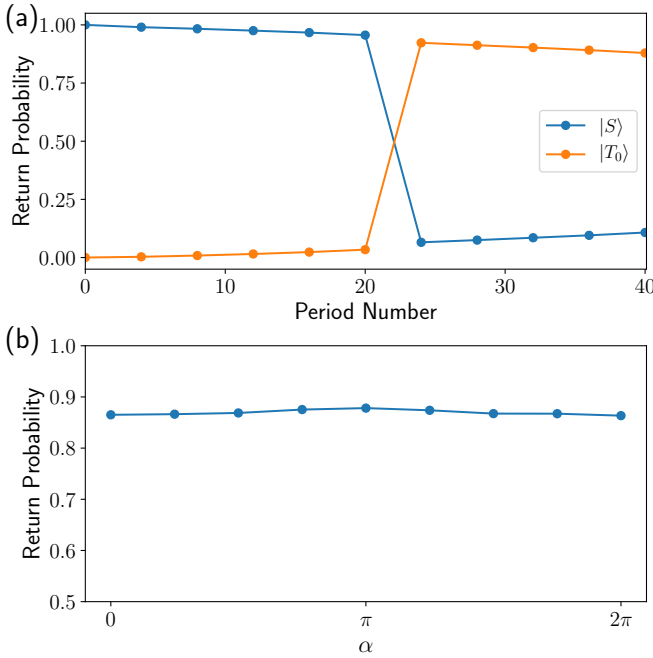 (a)
Return Probability
1.00
0.75
0.50
0.25
0.00
|S⟩
|T₀⟩
0 10 20 30 40
Period Number
(b)
Return Probability
1.0
0.9
0.8
0.7
0.6
0.5
0 π 2π
α